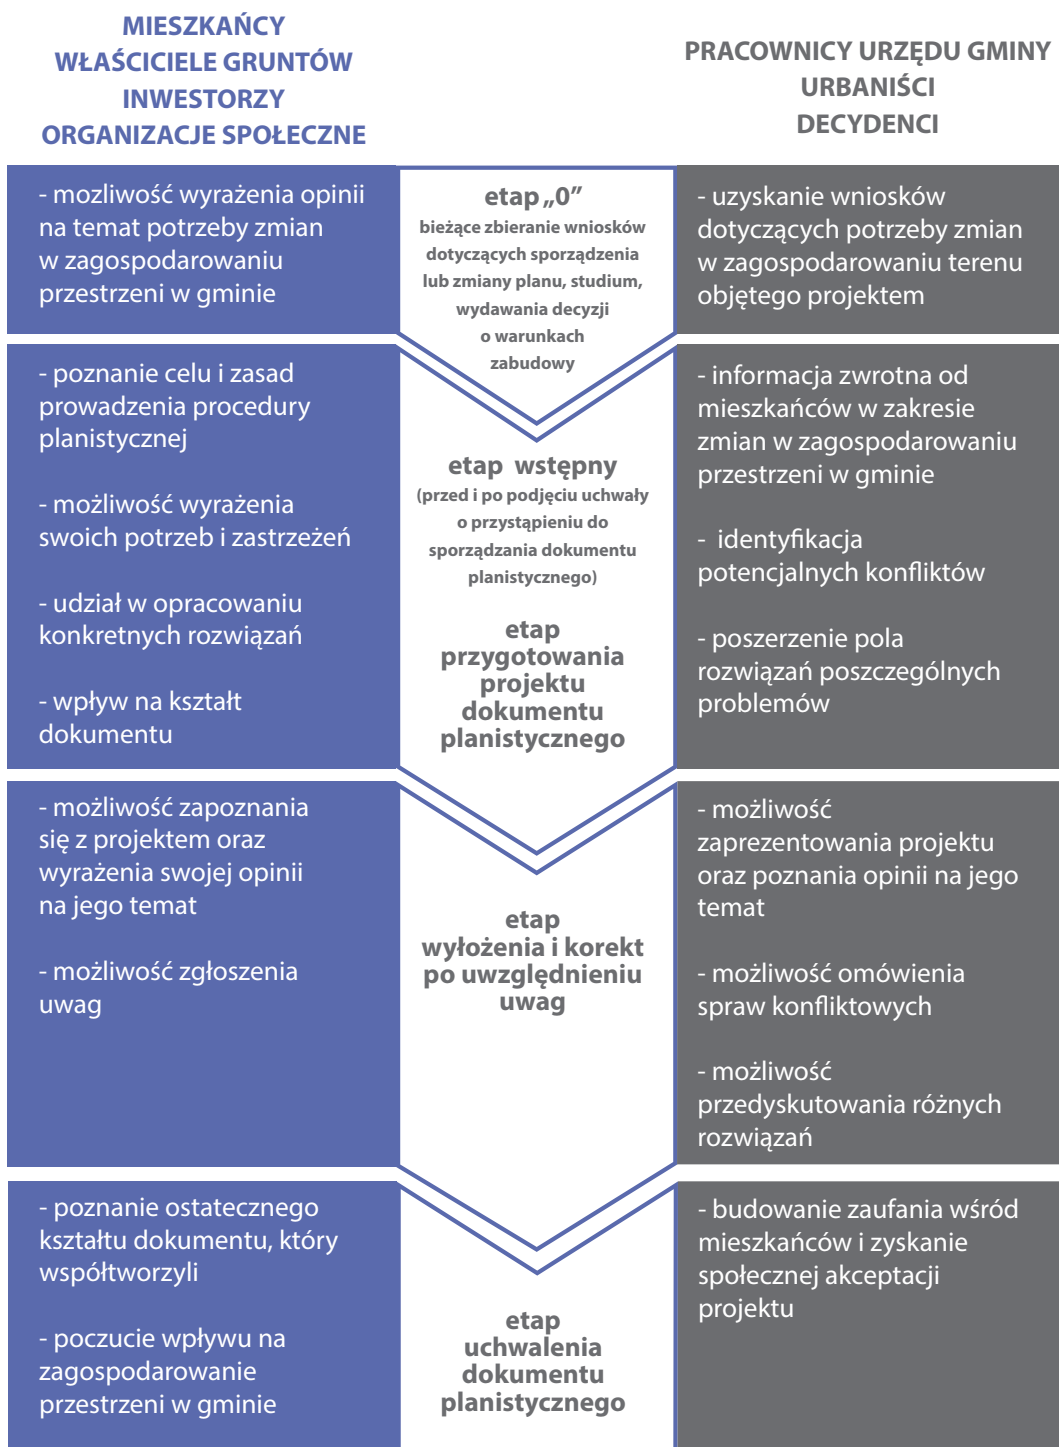 MIESZKAŃCY
WŁAŚCICIELE GRUNTÓW
INWESTORZY
ORGANIZACJE SPOŁECZNE
PRACOWNICY URZĘDU GMINY
URBANIŚCI
DECYDENCI
- mozliwość wyrażenia opinii
na temat potrzeby zmian
w zagospodarowaniu
przestrzeni w gminie
etap „0”
bieżące zbieranie wniosków
dotyczących sporządzenia
lub zmiany planu, studium,
wydawania decyzji
o warunkach
zabudowy
- uzyskanie wniosków
dotyczących potrzeby zmian
w zagospodarowaniu terenu
objętego projektem
- poznanie celu i zasad
prowadzenia procedury
planistycznej
- możliwość wyrażenia
swoich potrzeb i zastrzeżeń
- udział w opracowaniu
konkretnych rozwiązań
- wpływ na kształt
dokumentu
etap wstępny
(przed i po podjęciu uchwały
o przystąpieniu do
sporządzania dokumentu
planistycznego)
etap
przygotowania
projektu
dokumentu
planistycznego
- informacja zwrotna od
mieszkańców w zakresie
zmian w zagospodarowaniu
przestrzeni w gminie
- identyfikacja
potencjalnych konfliktów
- poszerzenie pola
rozwiązań poszczególnych
problemów
- możliwość zapoznania
się z projektem oraz
wyrażenia swojej opinii
na jego temat
- możliwość zgłoszenia
uwag
etap
wyłożenia i korekt
po uwzględnieniu
uwag
- możliwość
zaprezentowania projektu
oraz poznania opinii na jego
temat
- możliwość omówienia
spraw konfliktowych
- możliwość
przedyskutowania różnych
rozwiązań
- poznanie ostatecznego
kształtu dokumentu, który
współtworzyli
- poczucie wpływu na
zagospodarowanie
przestrzeni w gminie
etap
uchwalenia
dokumentu
planistycznego
- budowanie zaufania wśród
mieszkańców i zyskanie
społecznej akceptacji
projektu